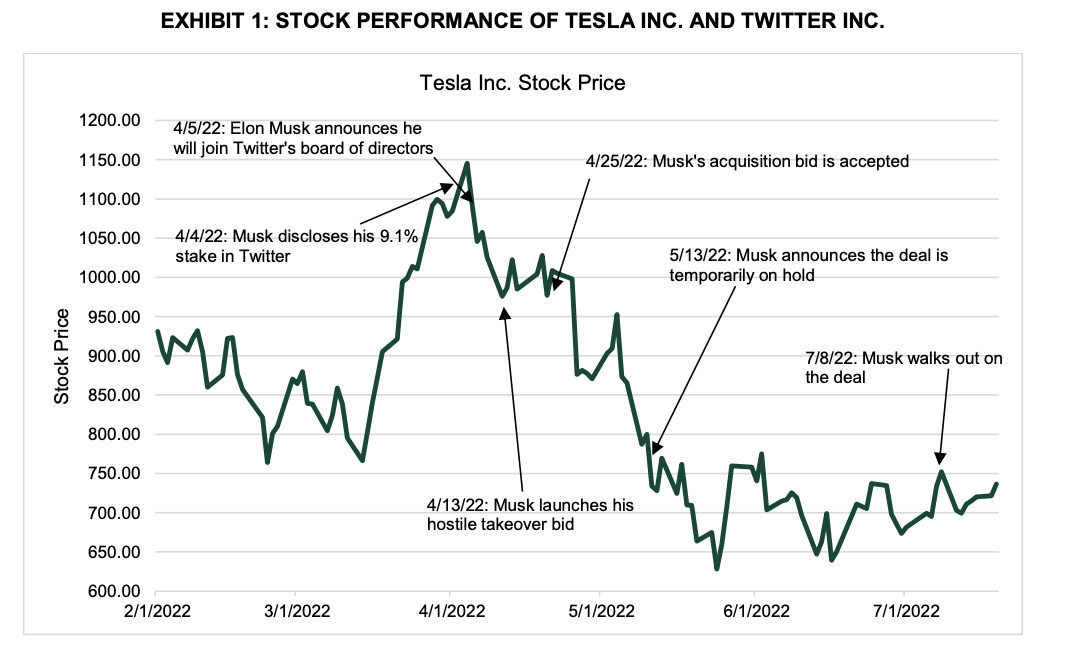 EXHIBIT 1: STOCK PERFORMANCE OF TESLA INC. AND TWITTER INC.
Tesla Inc. Stock Price
1200.00
1150.00
1100.00
1050.00
1000.00
950.00
900.00
850.00
800.00
750.00
700.00
650.00
600.00
Stock Price
4/5/22: Elon Musk announces he
will join Twitter's board of directors
4/25/22: Musk's acquisition bid is accepted
4/4/22: Musk discloses his 9.1%
stake in Twitter
5/13/22: Musk announces the deal is
temporarily on hold
7/8/22: Musk walks out on
the deal
4/13/22: Musk launches his
hostile takeover bid
2/1/2022
3/1/2022
4/1/2022
5/1/2022
6/1/2022
7/1/2022